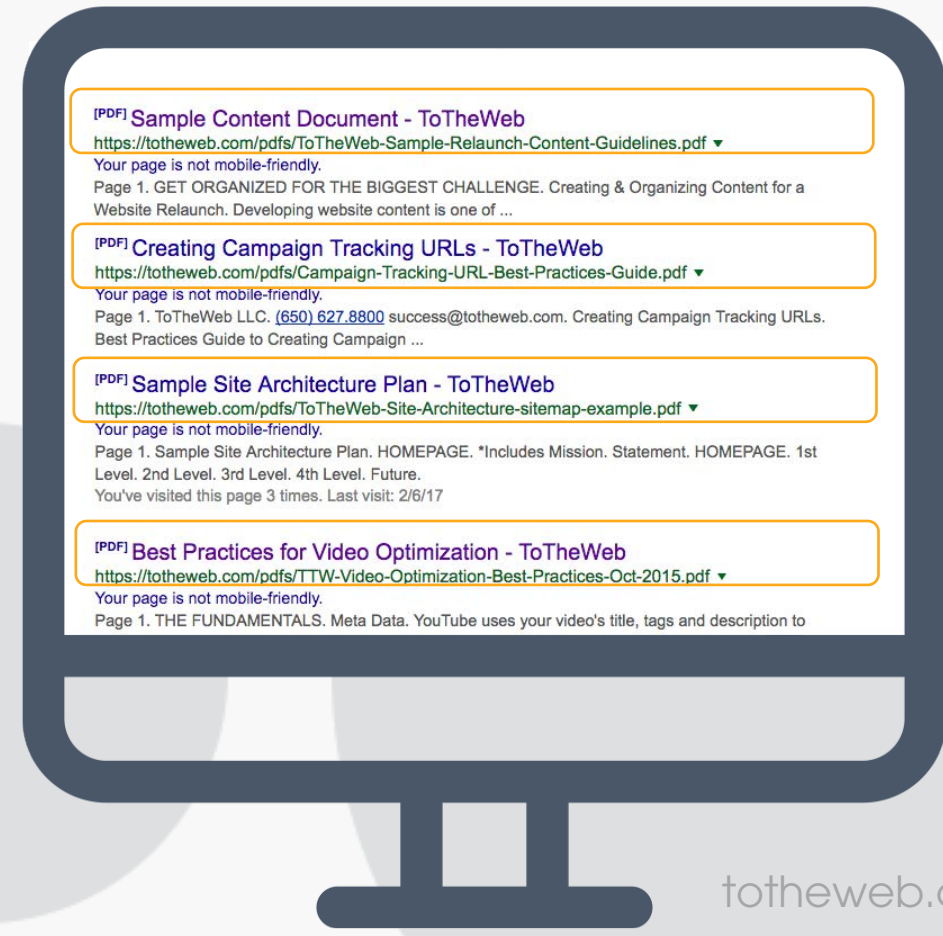 [PDF] Sample Content Document - ToTheWeb
https://totheweb.com/pdfs/ToTheWeb-Sample-Relaunch-Content-Guidelines.pdf ▼
Your page is not mobile-friendly.
Page 1. GET ORGANIZED FOR THE BIGGEST CHALLENGE. Creating & Organizing Content for a
Website Relaunch. Developing website content is one of ...
[PDF] Creating Campaign Tracking URLs - ToTheWeb
https://totheweb.com/pdfs/Campaign-Tracking-URL-Best-Practices-Guide.pdf ▼
Your page is not mobile-friendly.
Page 1. ToTheWeb LLC. (650) 627.8800 success@totheweb.com. Creating Campaign Tracking URLs.
Best Practices Guide to Creating Campaign ...
[PDF] Sample Site Architecture Plan - ToTheWeb
https://totheweb.com/pdfs/ToTheWeb-Site-Architecture-sitemap-example.pdf ▼
Your page is not mobile-friendly.
Page 1. Sample Site Architecture Plan. HOMEPAGE. *Includes Mission. Statement. HOMEPAGE. 1st
Level. 2nd Level. 3rd Level. 4th Level. Future.
You've visited this page 3 times. Last visit: 2/6/17
[PDF] Best Practices for Video Optimization - ToTheWeb
https://totheweb.com/pdfs/TTW-Video-Optimization-Best-Practices-Oct-2015.pdf ▼
Your page is not mobile-friendly.
Page 1. THE FUNDAMENTALS. Meta Data. YouTube uses your video's title, tags and description to
totheweb.